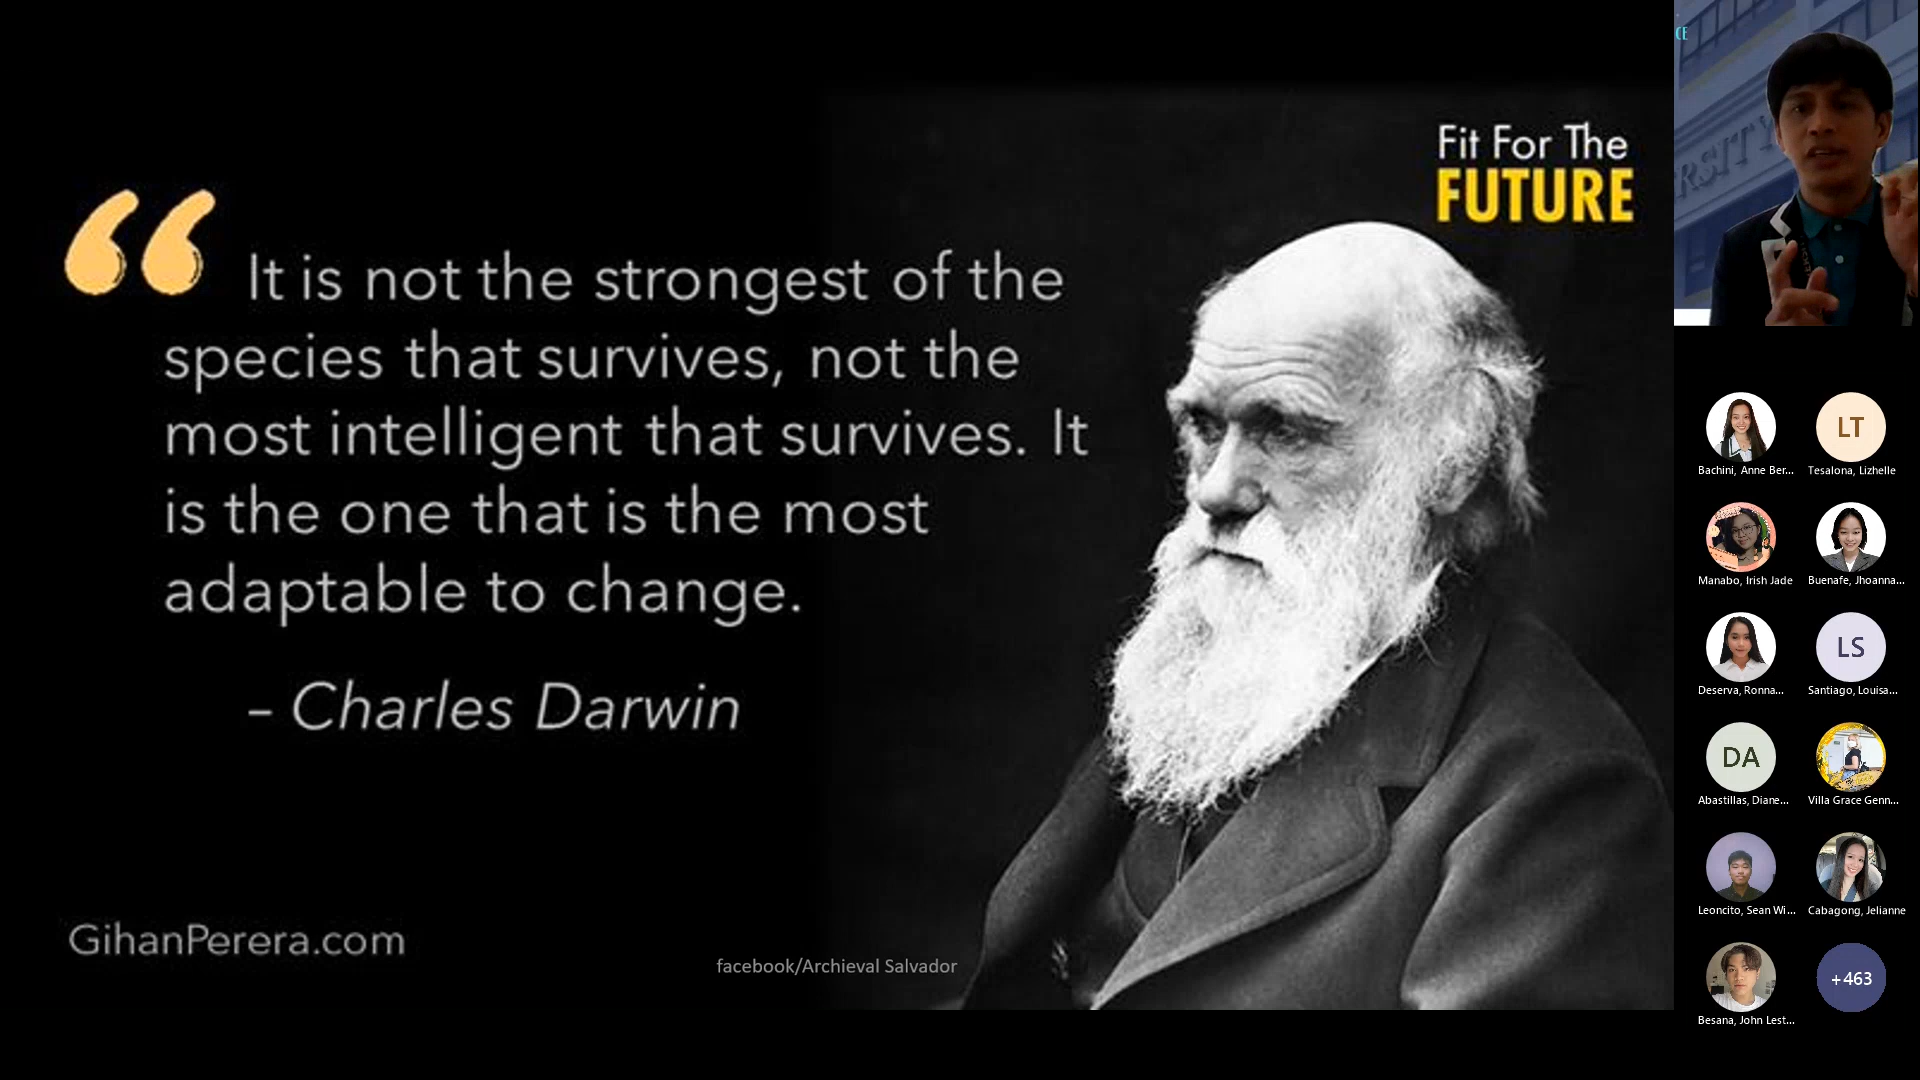 Fit For The
FUTURE
“ It is not the strongest of the
species that survives, not the
most intelligent that survives. It
is the one that is the most
adaptable to change.
– Charles Darwin
GihanPerera.com
facebook/Archieval Salvador
CE
RSITY
Bachini, Anne Ber...
LT
Tesalona, Lizhelle
Manabo, Irish Jade
Buenafe, Jhoanna...
Deserva, Ronna...
LS
Santiago, Louisa...
DA
Abastillas, Diane...
Villa Grace Genn...
Leoncito, Sean Wi...
Cabagong, Jelianne
Besana, John Lest...
+463